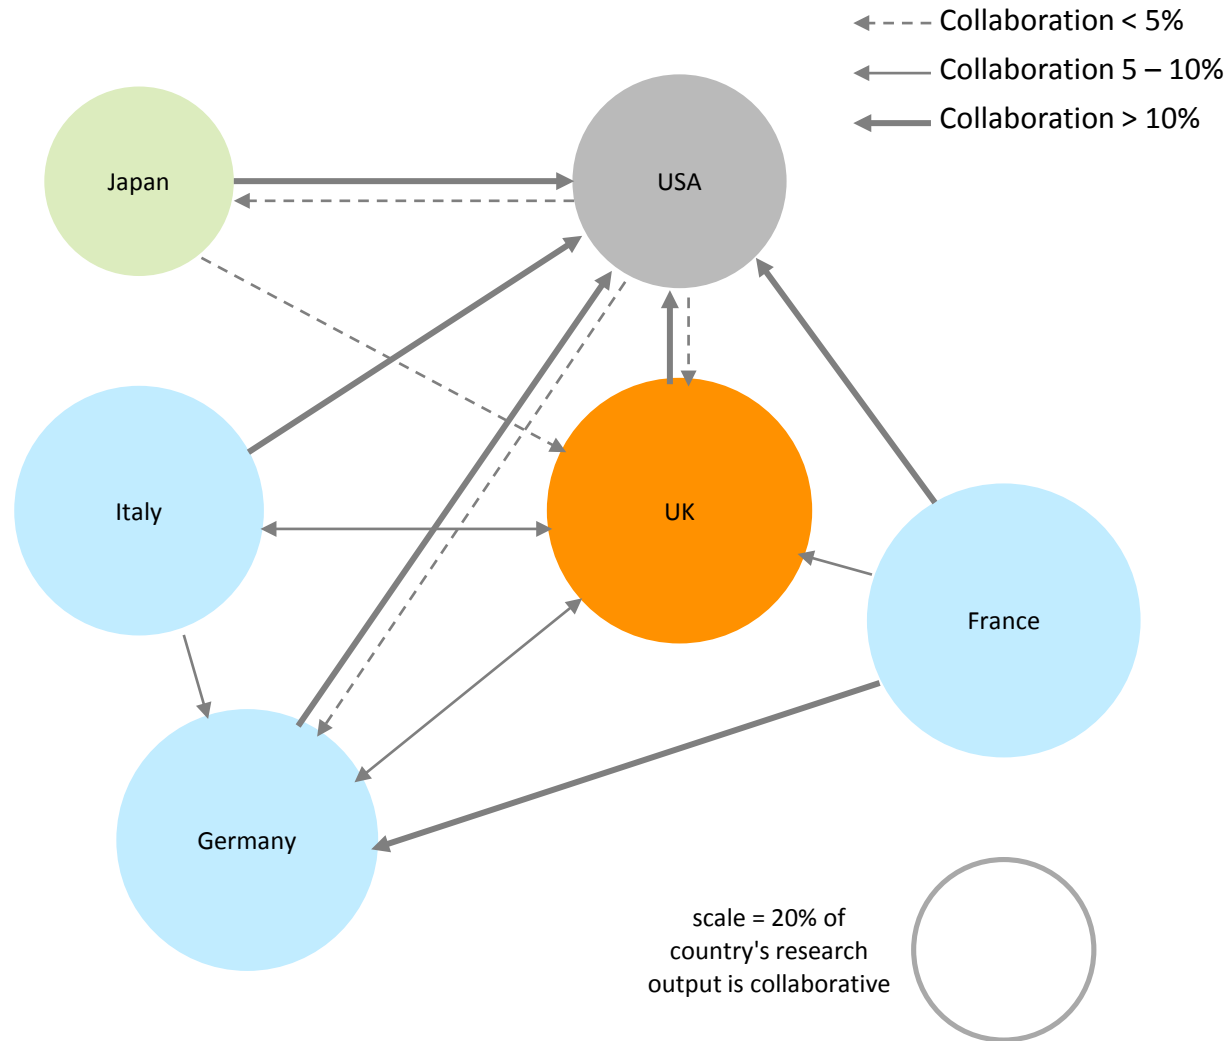 Collaboration < 5%
Collaboration 5 – 10%
Collaboration > 10%
Japan
USA
Italy
UK
France
Germany
scale = 20% of
country's research
output is collaborative